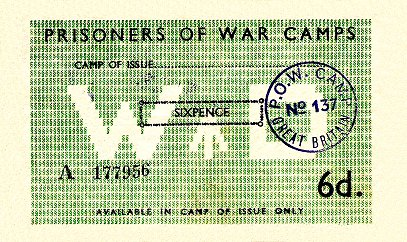 PRISONERS OF WAR CAMPS
CAMP OF ISSUE
W D
SIXPENCE
P.O.W. CAMP
No 137
GREAT BRITAIN
A 177956
6d.
AVAILABLE IN CAMP OF ISSUE ONLY